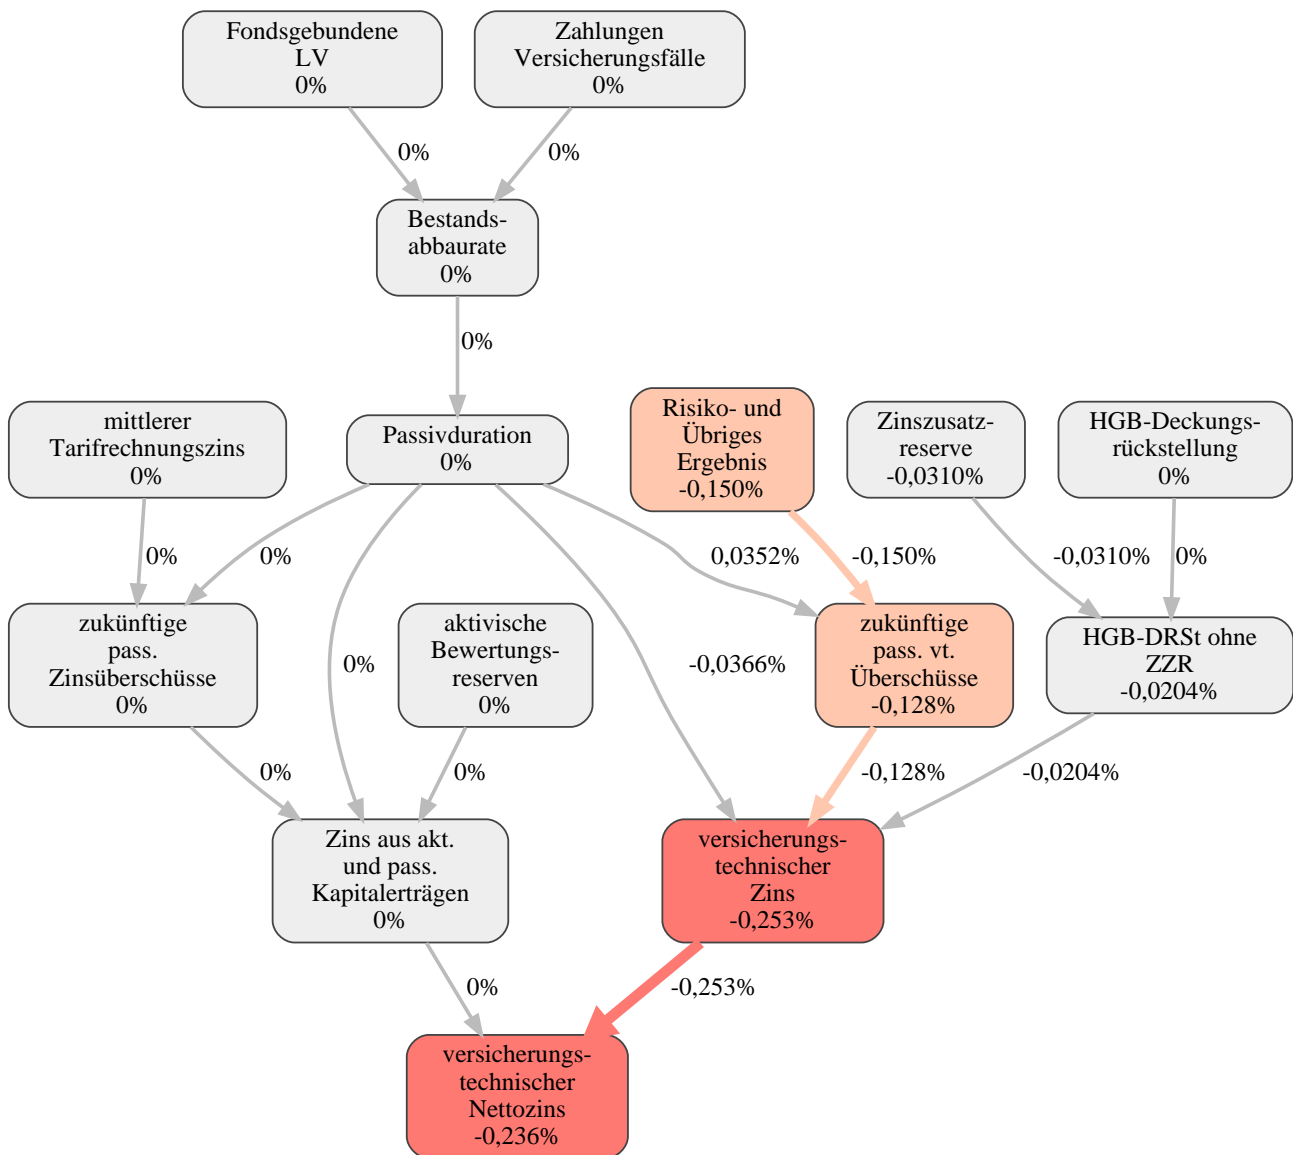 Fondsgebundene
LV
0%
Zahlungen
Versicherungsfälle
0%
0%
0%
Bestands-
abbaurate
0%
0%
mittlerer
Tarifrechnungszins
0%
Passivduration
0%
Risiko- und
Übriges
Ergebnis
-0,150%
Zinszusatz-
reserve
-0,0310%
HGB-Deckungs-
rückstellung
0%
0%
0%
0,0352%
-0,150%
-0,0310%
0%
zukünftige
pass.
Zinsüberschüsse
0%
0%
aktivische
Bewertungs-
reserven
0%
-0,0366%
zukünftige
pass. vt.
Überschüsse
-0,128%
HGB-DRSt ohne
ZZR
-0,0204%
0%
0%
-0,128%
-0,0204%
Zins aus akt.
und pass.
Kapitalerträgen
0%
versicherungs-
technischer
Zins
-0,253%
0%
-0,253%
versicherungs-
technischer
Nettozins
-0,236%